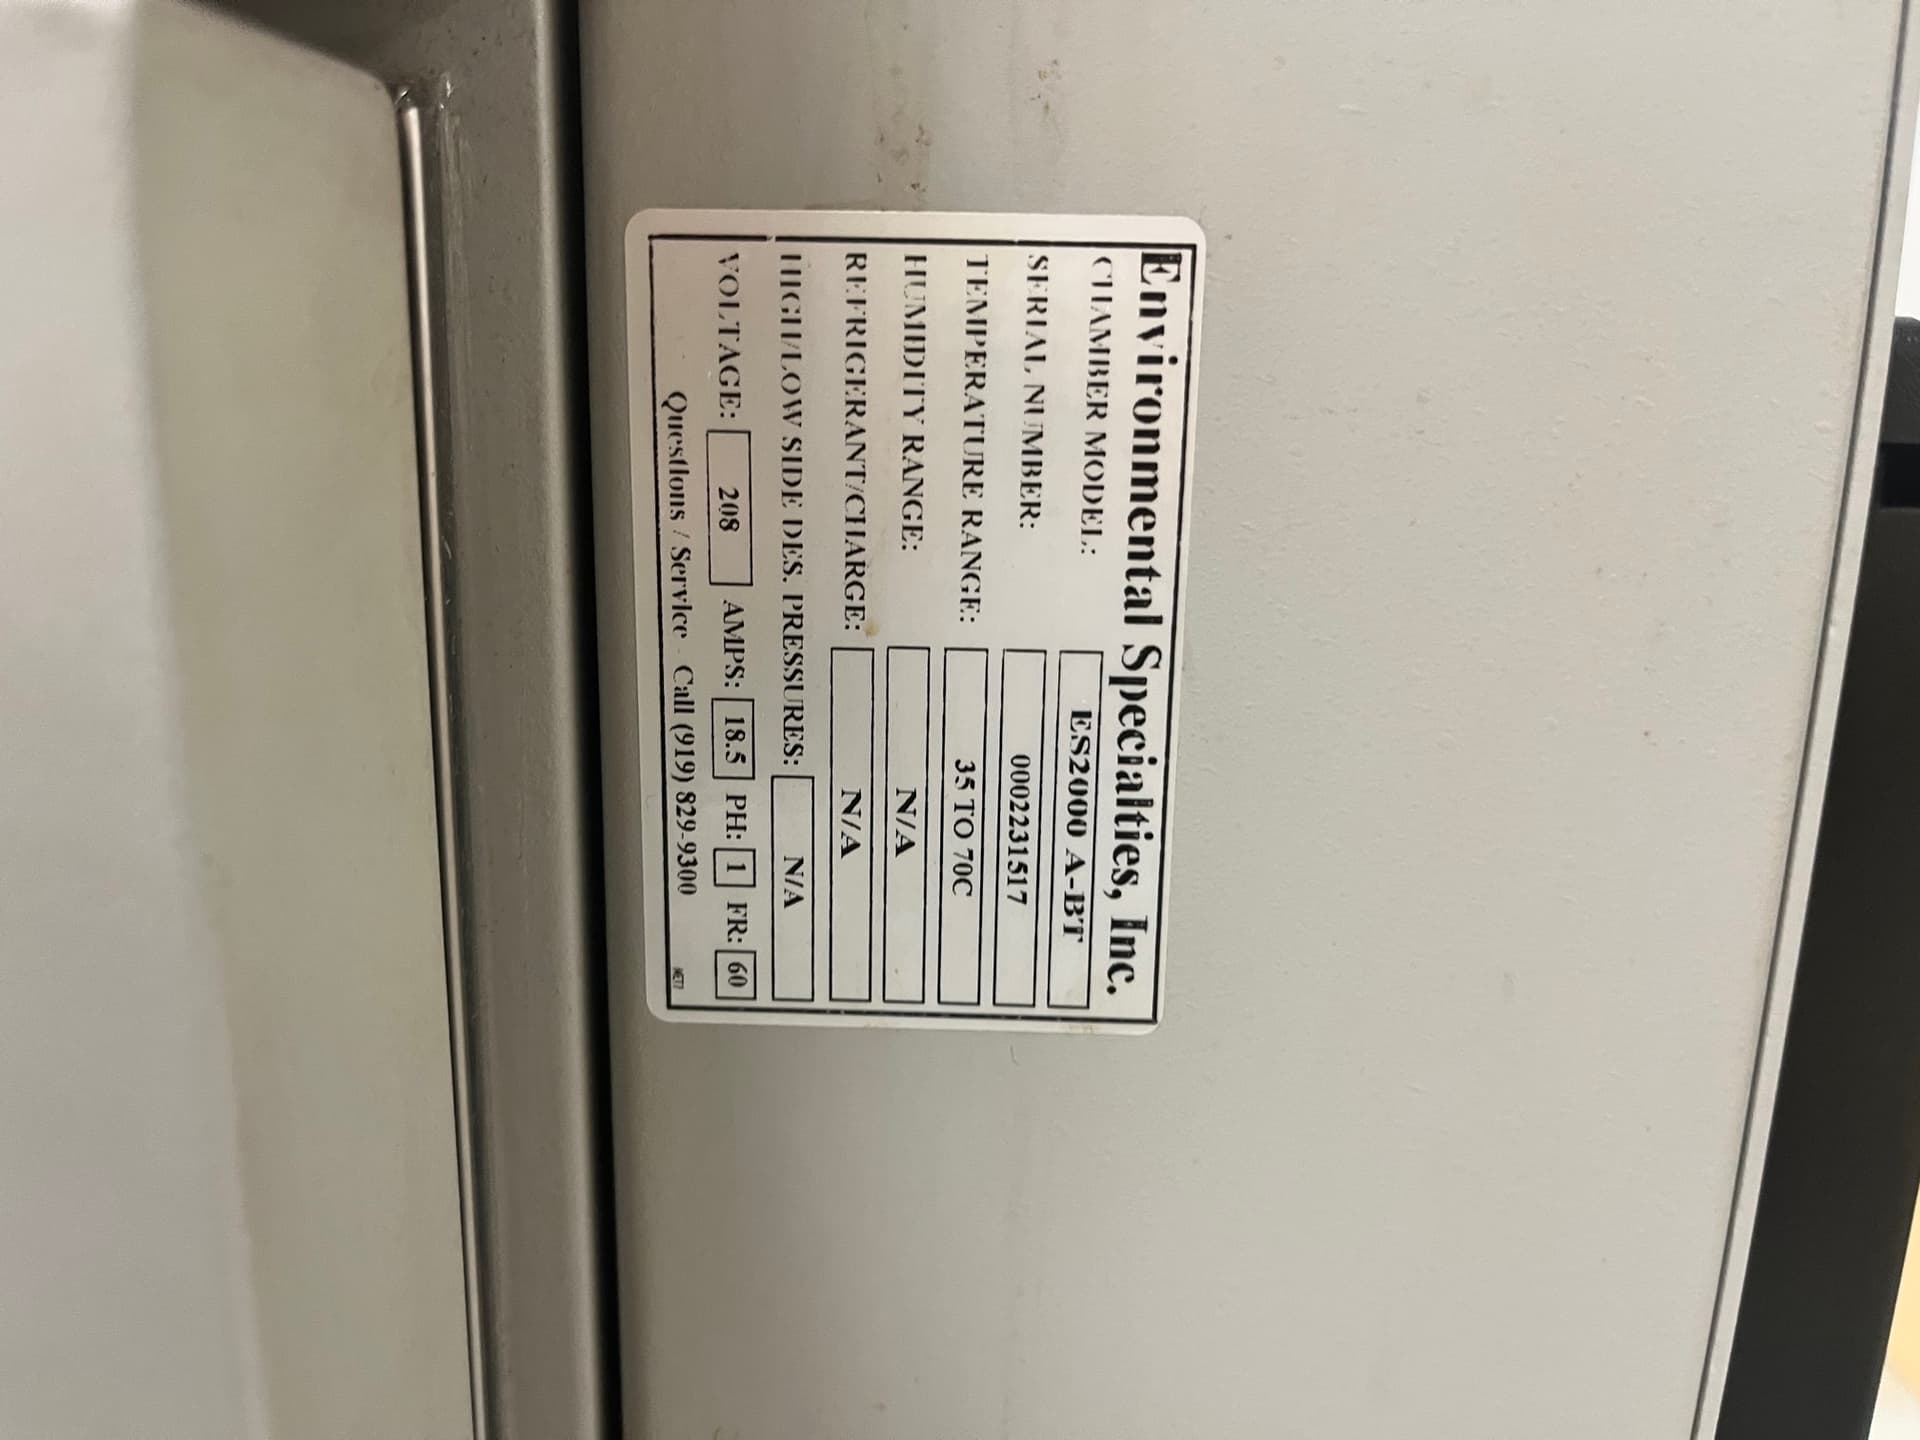 Environmental Specialties, Inc.
CHAMBER MODEL: ES2000 A-BT
SERIAL NUMBER: 0002231517
TEMPERATURE RANGE: 35 TO 70C
HUMIDITY RANGE: N/A
REFRIGERANT/CHARGE: N/A
HIGH/LOW SIDE DES. PRESSURES: N/A
VOLTAGE: 208 AMPS: 18.5 PH: 1 FR: 60
Questions / Service - Call (919) 829-9300